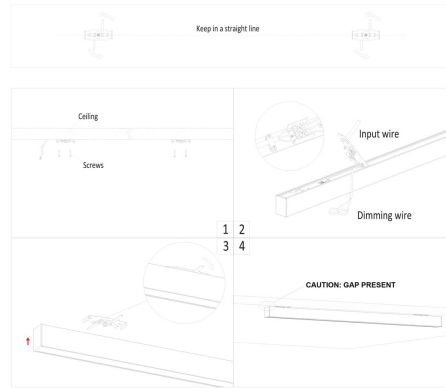 Keep in a straight line
Ceiling
Screws
Input wire
Dimming wire
1 2
3 4
CAUTION: GAP PRESENT